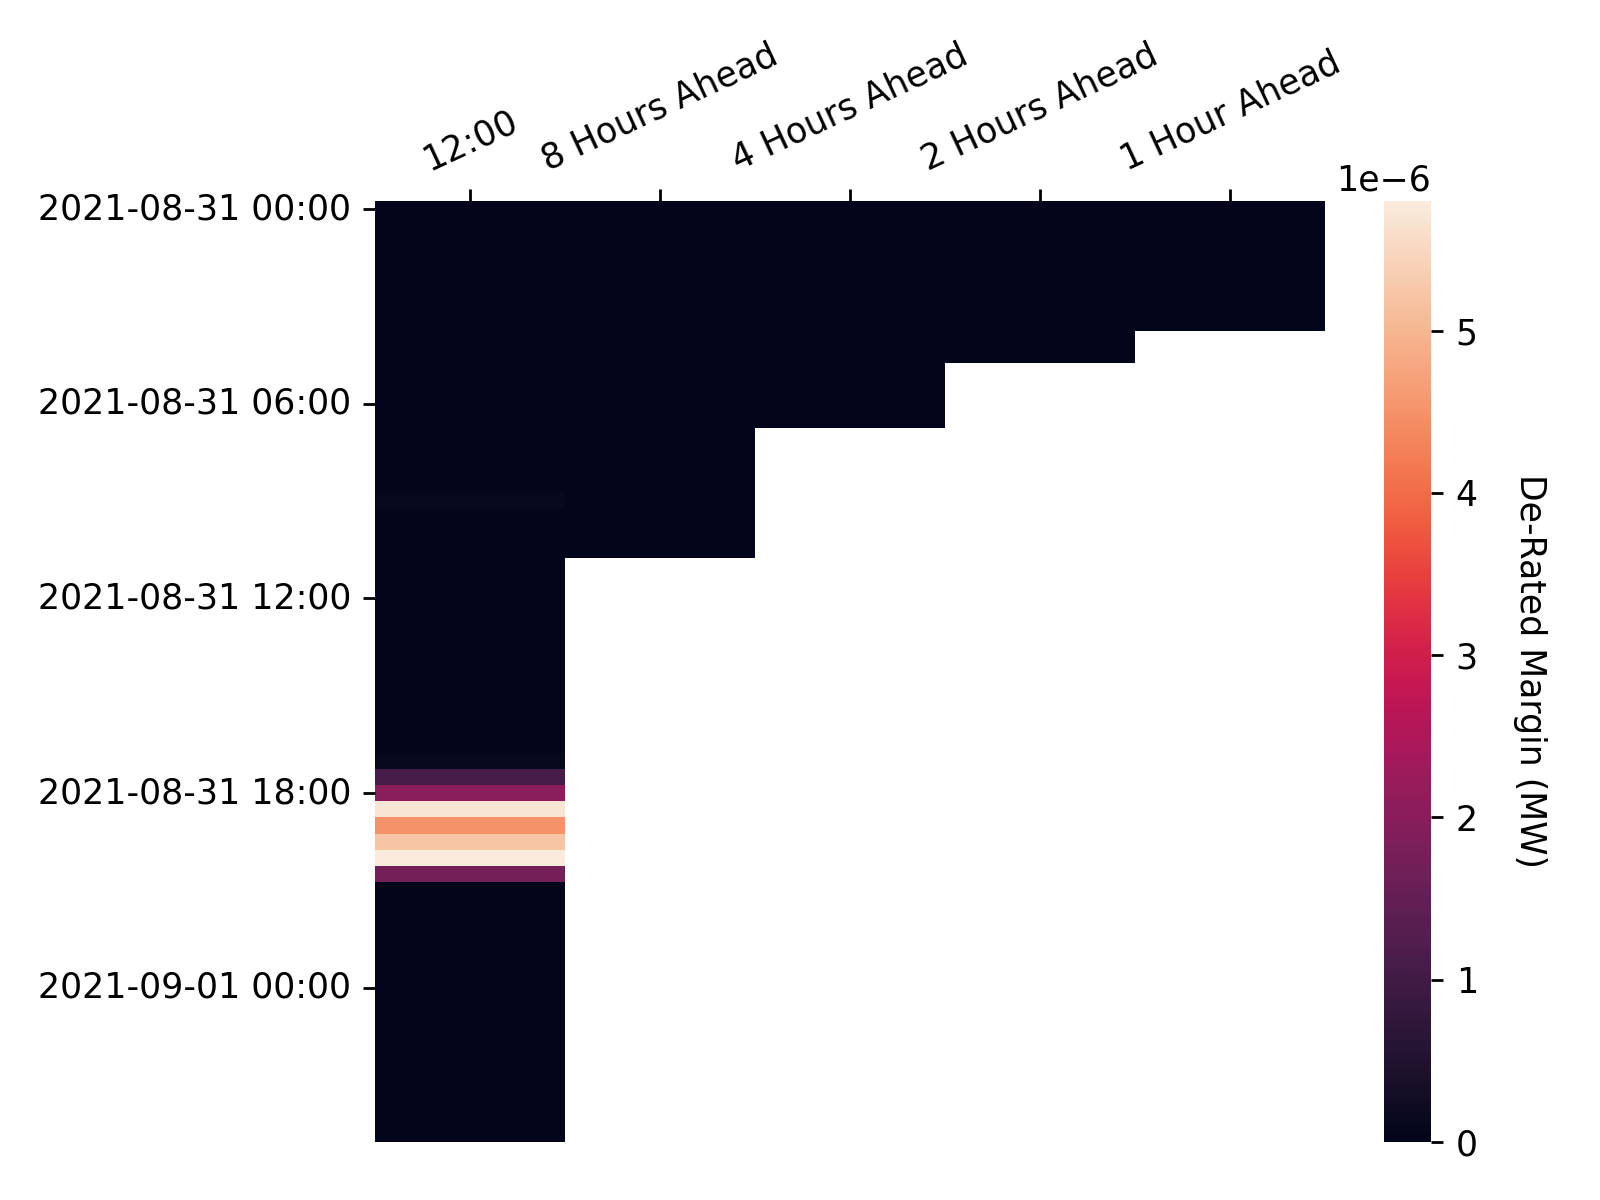 12:00
8 Hours Ahead
4 Hours Ahead
2 Hours Ahead
1 Hour Ahead
1e−6
2021-08-31 00:00
2021-08-31 06:00
2021-08-31 12:00
2021-08-31 18:00
2021-09-01 00:00
5
4
3
2
1
0
De-Rated Margin (MW)